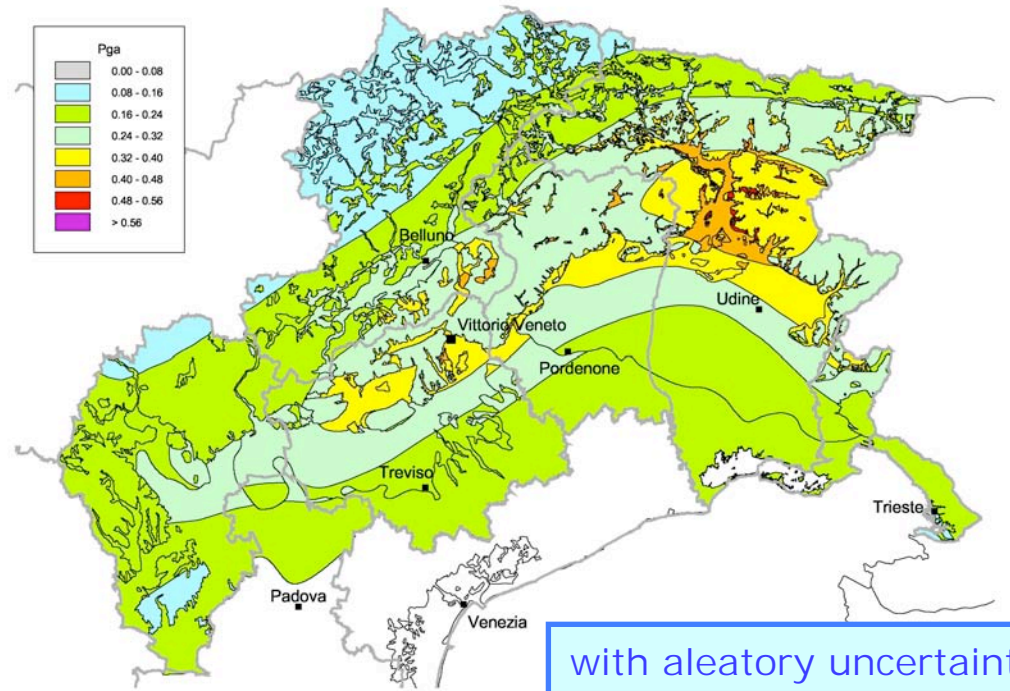 Pga
0.00 - 0.08
0.08 - 0.16
0.16 - 0.24
0.24 - 0.32
0.32 - 0.40
0.40 - 0.48
0.48 - 0.56
> 0.56
Belluno
Udine
Vittorio Veneto
Pordenone
Treviso
Trieste
Padova
Venezia
with aleatory uncertaint